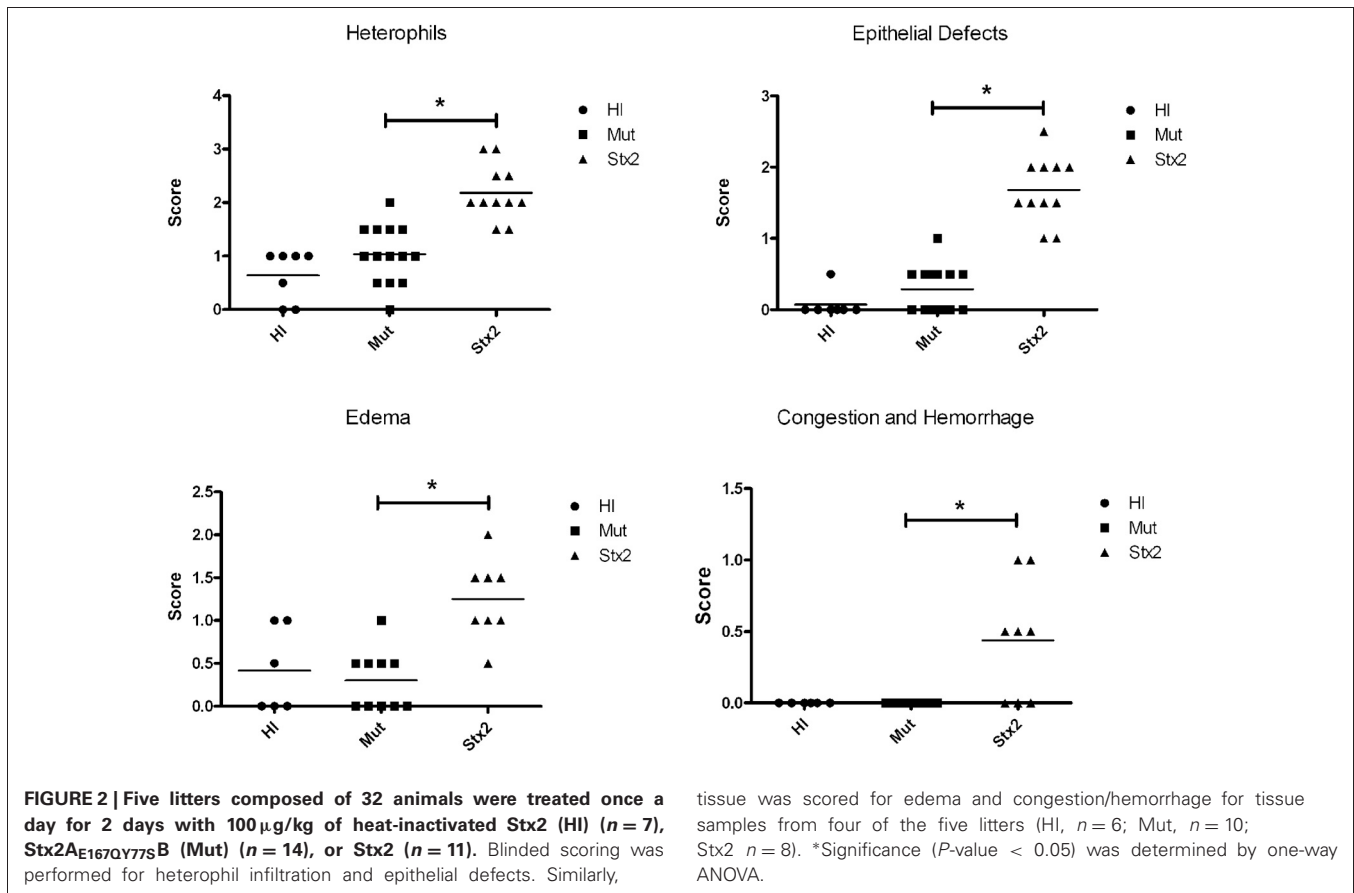 Heterophils
4
3
2
1
0
Score
*
HI
Mut
Stx2
HI
Mut
Stx2
Epithelial Defects
3
2
1
0
Score
*
HI
Mut
Stx2
HI
Mut
Stx2
Edema
2.5
2.0
1.5
1.0
0.5
0.0
Score
*
HI
Mut
Stx2
HI
Mut
Stx2
Congestion and Hemorrhage
1.5
1.0
0.5
0.0
Score
*
HI
Mut
Stx2
HI
Mut
Stx2
FIGURE 2 | Five litters composed of 32 animals were treated once a
day for 2 days with 100 μg/kg of heat-inactivated Stx2 (HI) (n = 7),
Stx2AE167QY77SB (Mut) (n = 14), or Stx2 (n = 11). Blinded scoring was
performed for heterophil infiltration and epithelial defects. Similarly,
tissue was scored for edema and congestion/hemorrhage for tissue
samples from four of the five litters (HI, n = 6; Mut, n = 10;
Stx2 n = 8). *Significance (P-value < 0.05) was determined by one-way
ANOVA.